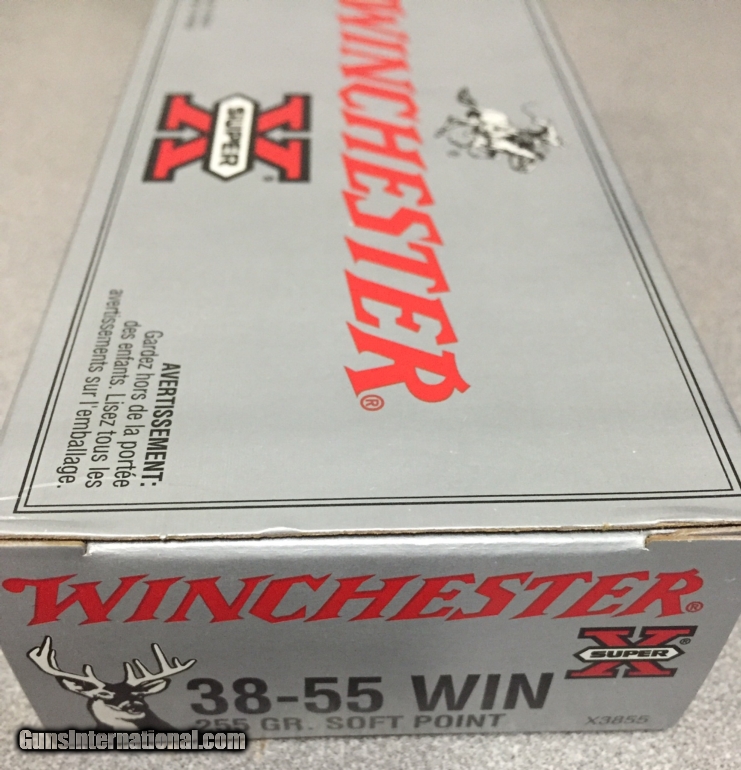 WINCHESTER®
SUPER X®
AVERTISSEMENT:
Gardez hors de la portée
des enfants. Lisez tous les
avertissements sur l'emballage.
WINCHESTER®
SUPER X®
38-55 WIN
255 GR. SOFT POINT
X3855
GunsInternational.com